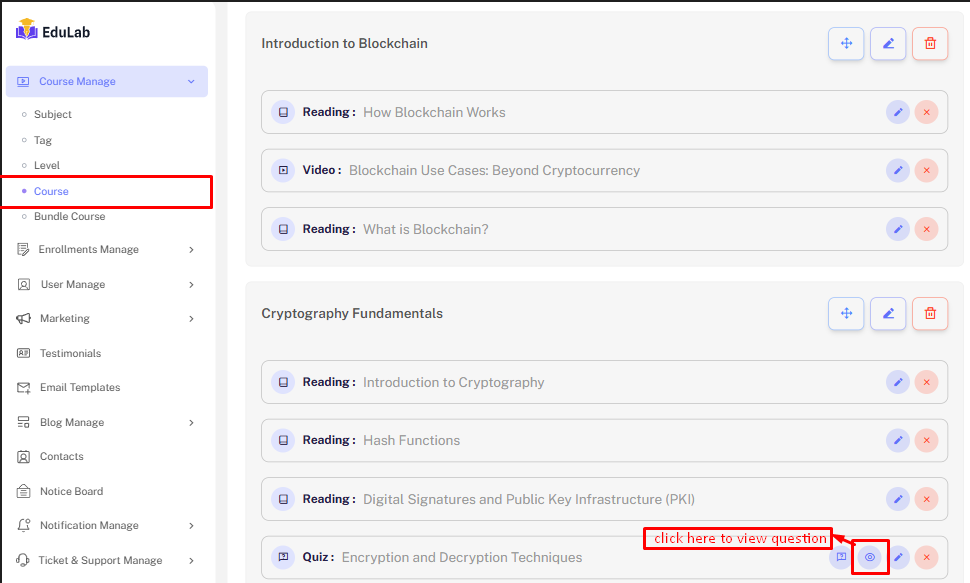 EduLab
Course Manage
Subject
Tag
Level
Course
Bundle Course
Enrollments Manage
User Manage
Marketing
Testimonials
Email Templates
Blog Manage
Contacts
Notice Board
Notification Manage
Ticket & Support Manage
Introduction to Blockchain
Reading : How Blockchain Works
Video : Blockchain Use Cases: Beyond Cryptocurrency
Reading : What is Blockchain?
Cryptography Fundamentals
Reading : Introduction to Cryptography
Reading : Hash Functions
Reading : Digital Signatures and Public Key Infrastructure (PKI)
click here to view question
Quiz : Encryption and Decryption Techniques